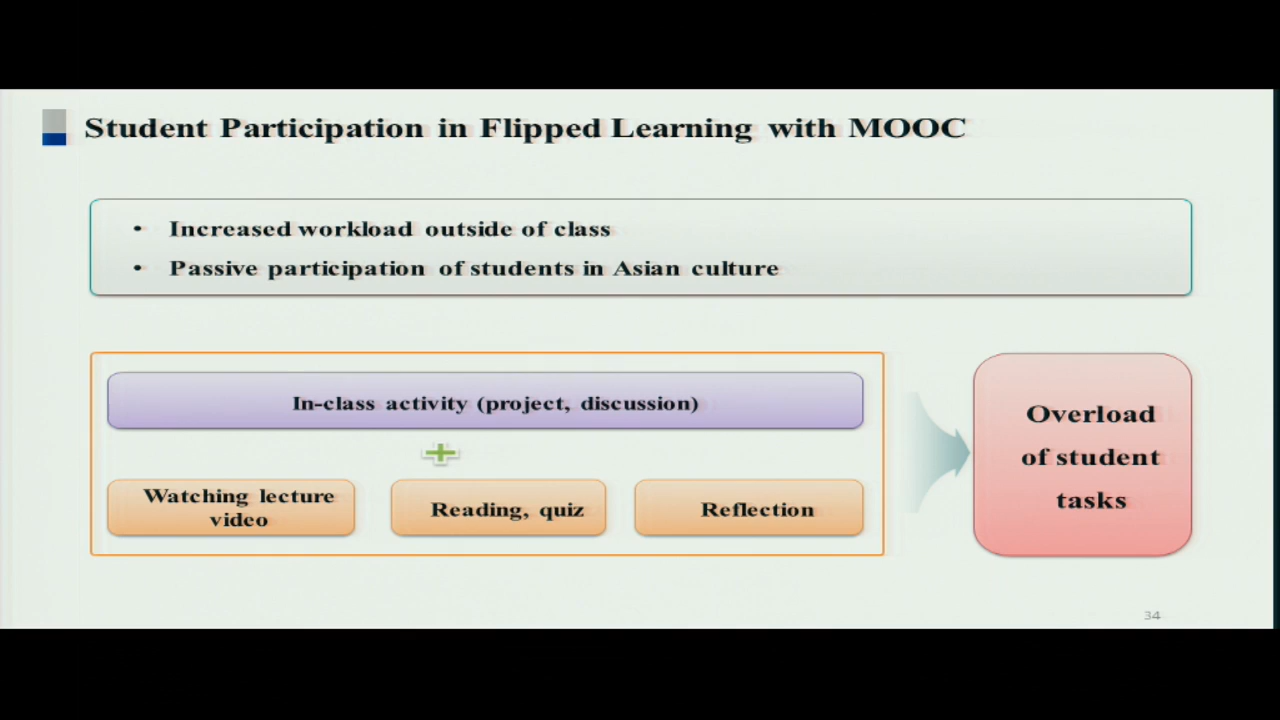 Student Participation in Flipped Learning with MOOC
• Increased workload outside of class
• Passive participation of students in Asian culture
In-class activity (project, discussion)
Watching lecture
video
Reading, quiz
Reflection
Overload
of student
tasks
34